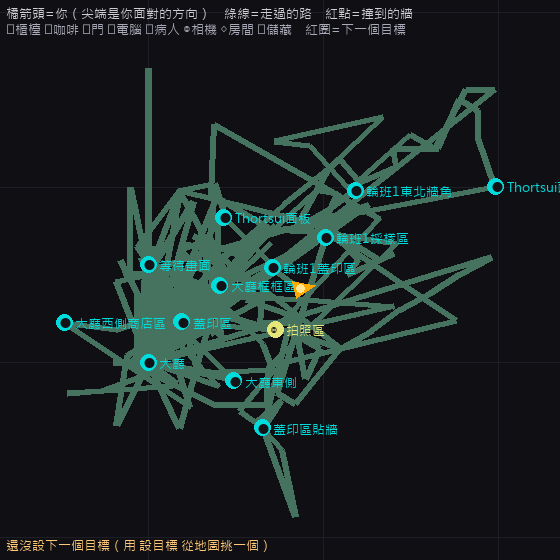 橘箭頭=你（尖端是你面對的方向） 綠線=走過的路 紅點=撞到的牆
櫃檯 咖啡 門 電腦 病人 相機 房間 儲藏 紅圈=下一個目標
輪班1車北牆角
Thortsui
Thortsui面板
輪班1採樣區
等待畫面
輪班1蓋印區
大廳框框區
大廳西側商店區
蓋印區
拍照區
大廳
大廳東側
蓋印區貼牆
還沒設下一個目標（用 設目標 從地圖挑一個）